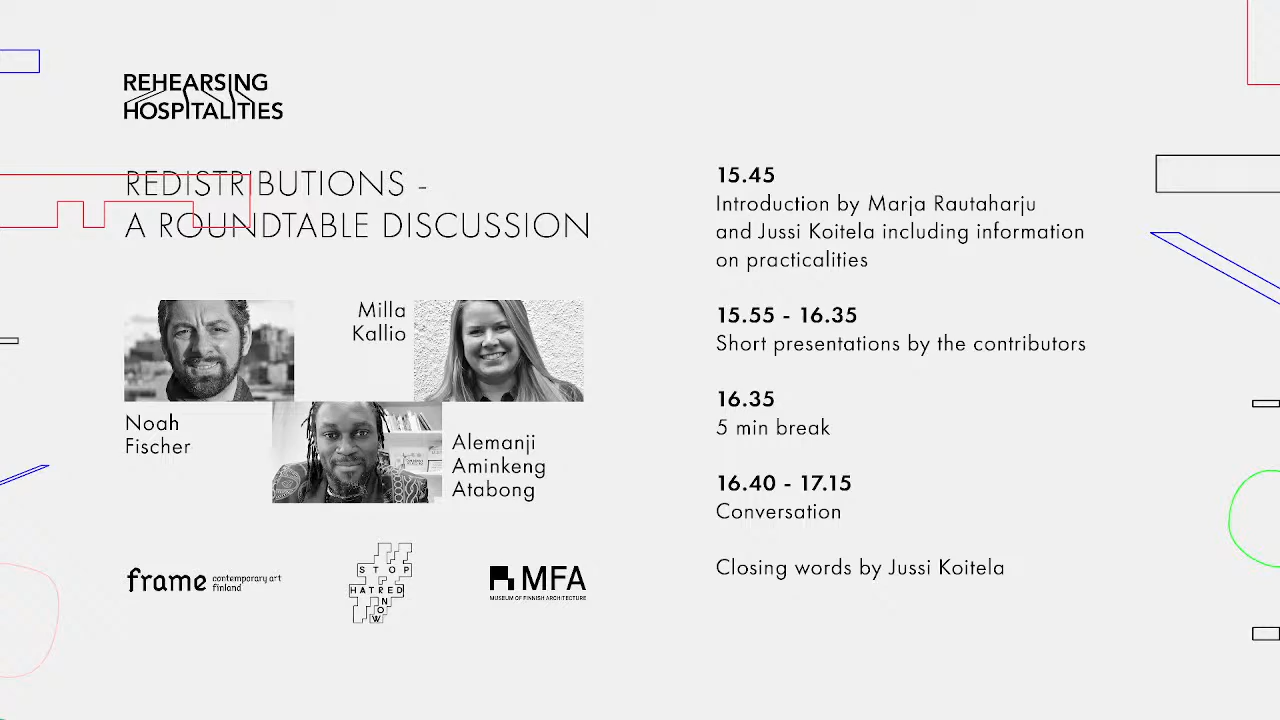 REHEARSING
HOSPITALITIES
REDISTRIBUTIONS -
A ROUNDTABLE DISCUSSION
Milla
Kallio
Noah
Fischer
Alemanji
Aminkeng
Atabong
frame contemporary art
finland
STOP
HATRED
NOW
MFA
MUSEUM OF FINNISH ARCHITECTURE
15.45
Introduction by Marja Rautaharju
and Jussi Koitela including information
on practicalities
15.55 - 16.35
Short presentations by the contributors
16.35
5 min break
16.40 - 17.15
Conversation
Closing words by Jussi Koitela